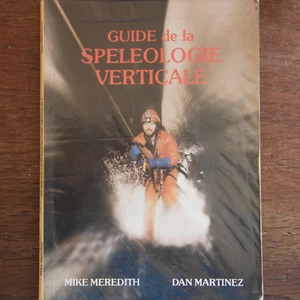 GUIDE de la
SPELEOLOGIE
VERTICALE
MIKE MEREDITH DAN MARTINEZ